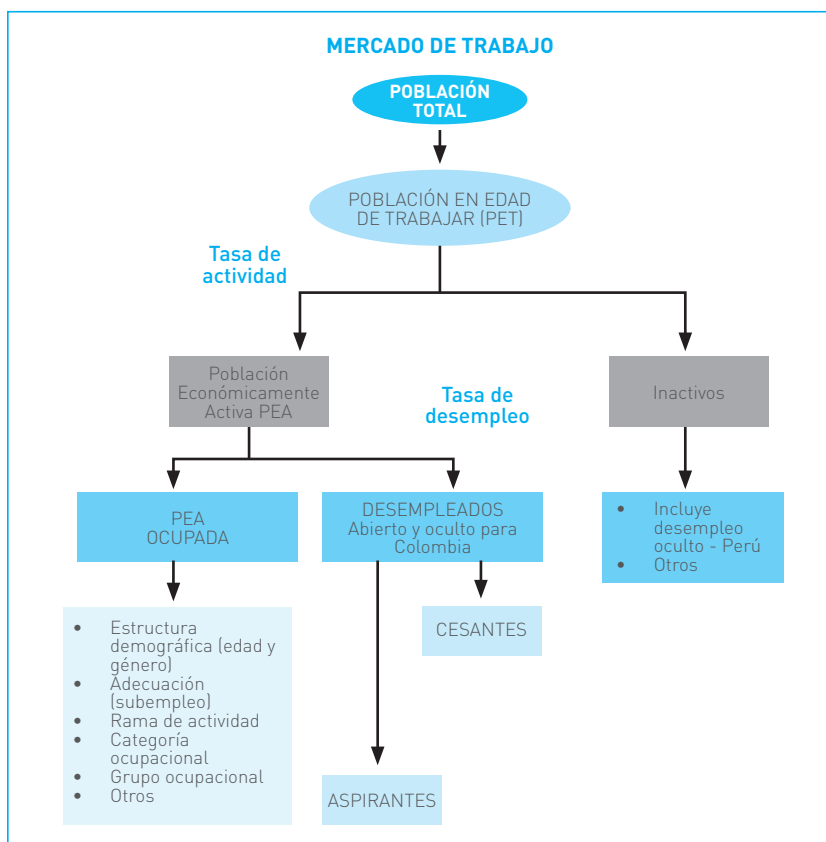 MERCADO DE TRABAJO
POBLACIÓN
TOTAL
POBLACIÓN EN EDAD
DE TRABAJAR (PET)
Tasa de
actividad
Población
Económicamente
Activa PEA
Tasa de
desempleo
Inactivos
PEA
OCUPADA
DESEMPLEADOS
Abierto y oculto para
Colombia
• Incluye
desempleo
oculto - Perú
• Otros
• Estructura
demográfica (edad y
género)
• Adecuación
(subempleo)
• Rama de actividad
• Categoría
ocupacional
• Grupo ocupacional
• Otros
CESANTES
ASPIRANTES